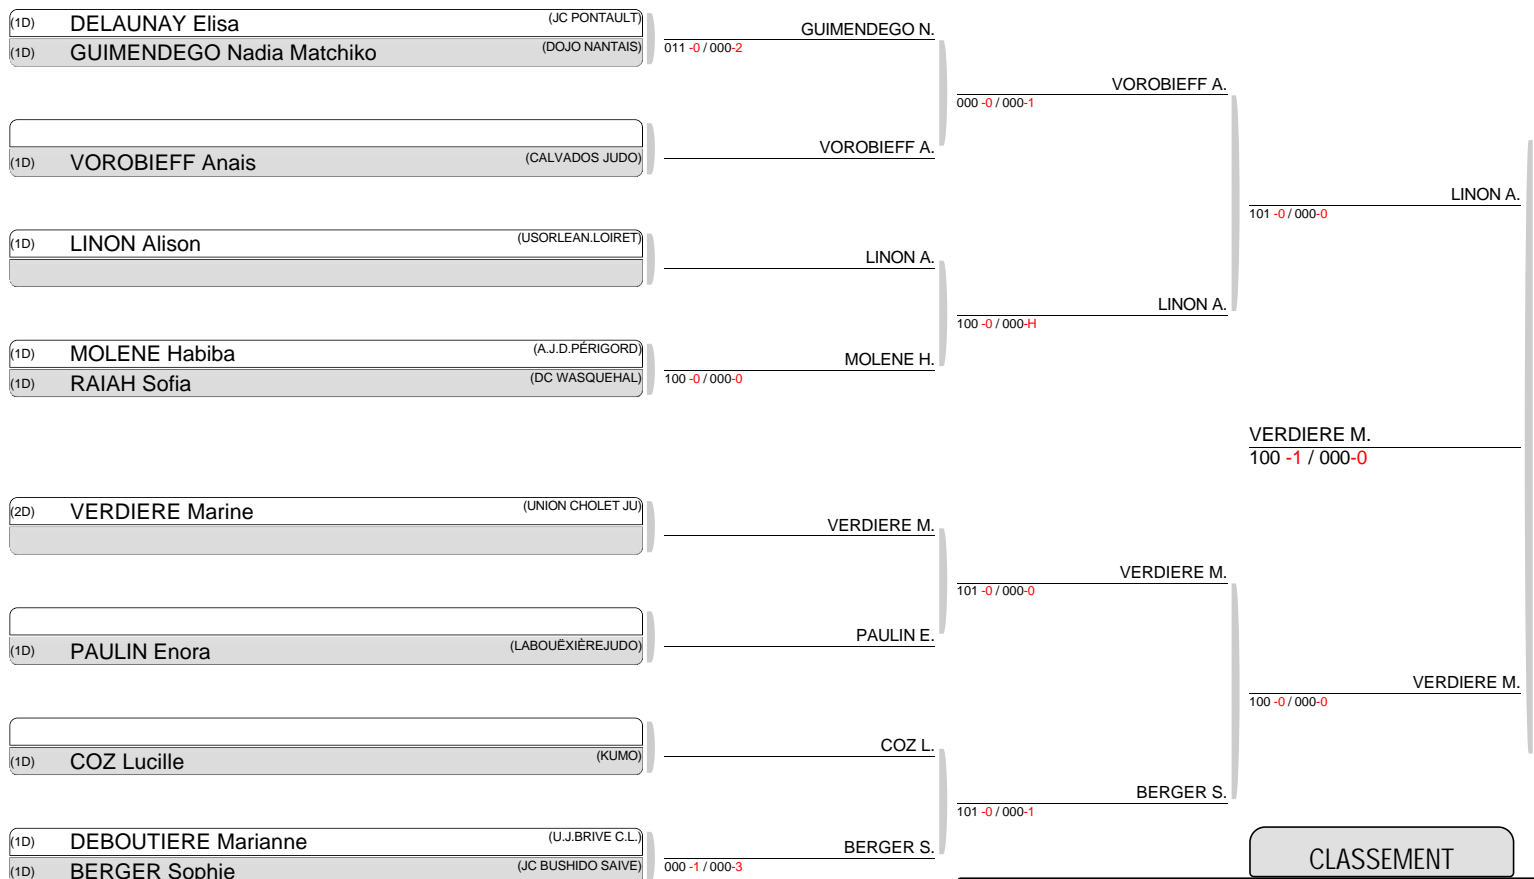 (1D) DELAUNAY Elisa (JC PONTAULT)
(1D) GUIMENDEGO Nadia Matchiko (DOJO NANTAIS)
GUIMENDEGO N.
011 -0 / 000-2
VOROBIEFF A.
000 -0 / 000-1
(1D) VOROBIEFF Anais (CALVADOS JUDO)
VOROBIEFF A.
LINON A.
101 -0 / 000-0
(1D) LINON Alison (USORLEAN.LOIRET)
LINON A.
LINON A.
100 -0 / 000-H
(1D) MOLENE Habiba (A.J.D.PÉRIGORD)
(1D) RAIAH Sofia (DC WASQUEHAL)
MOLENE H.
100 -0 / 000-0
VERDIERE M.
100 -1 / 000-0
(2D) VERDIERE Marine (UNION CHOLET JU)
VERDIERE M.
VERDIERE M.
101 -0 / 000-0
(1D) PAULIN Enora (LABOUËXIÈREJUDO)
PAULIN E.
VERDIERE M.
100 -0 / 000-0
(1D) COZ Lucille (KUMO)
COZ L.
BERGER S.
101 -0 / 000-1
(1D) DEBOUTIERE Marianne (U.J.BRIVE C.L.)
(1D) BERGER Sophie (JC BUSHIDO SAIVE)
BERGER S.
000 -1 / 000-3
CLASSEMENT